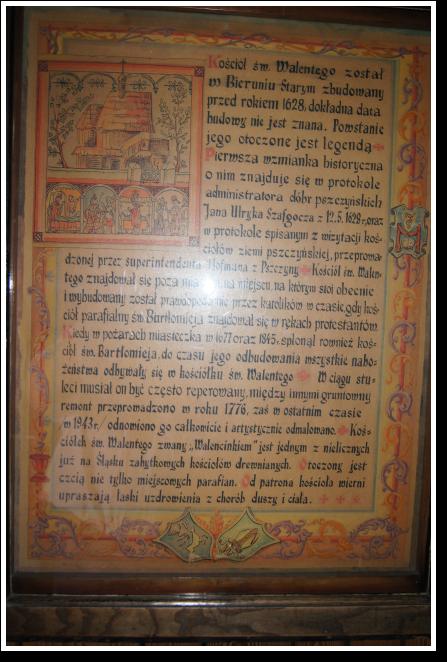 Kościół św. Walentego został
w Bieruniu Starym zbudowany
przed rokiem 1628, dokładna data
budowy nie jest znana. Powstanie
jego otoczone jest legendą
Pierwsza wzmianka historyczna
o nim znajduje się w protokole
administratora dóbr pszczyńskich
Jana Ulryka Szafgocza z 12.5.1628r, oraz
w protokole spisanym z wizytacji koś-
ciołów ziemi pszczyńskiej, przeprowa-
dzonej przez superintendenta Hofmana z Pszczyny Kościół św. Walen-
tego znajdował się poza na miejscu, na którym stoi obecnie
i wybudowany został prawdopodobnie przez katolików w czasie, gdy koś-
ciół parafialny św. Bartłomieja znajdował się w rękach protestantów
Kiedy w pożarach miasteczka w 1677 oraz 1845r, spłonął również koś-
ciół św. Bartłomieja, do czasu jego odbudowania wszystkie nabo-
żeństwa odbywały się w kościółku św. Walentego W ciągu stu-
leci musiał on być często reperowany, między innymi gruntowny
remont przeprowadzono w roku 1776, zaś w ostatnim czasie
/w 1943r./ odnowiono go całkowicie i artystycznie odmalowano. Koś-
ciółek św. Walentego zwany „Walencinkiem" jest jednym z nielicznych
już na Śląsku zabytkowych kościołów drewnianych. Otoczony jest
czcią nie tylko miejscowych parafian. Od patrona kościoła wierni
upraszają łaski uzdrowienia z chorób duszy i ciała.